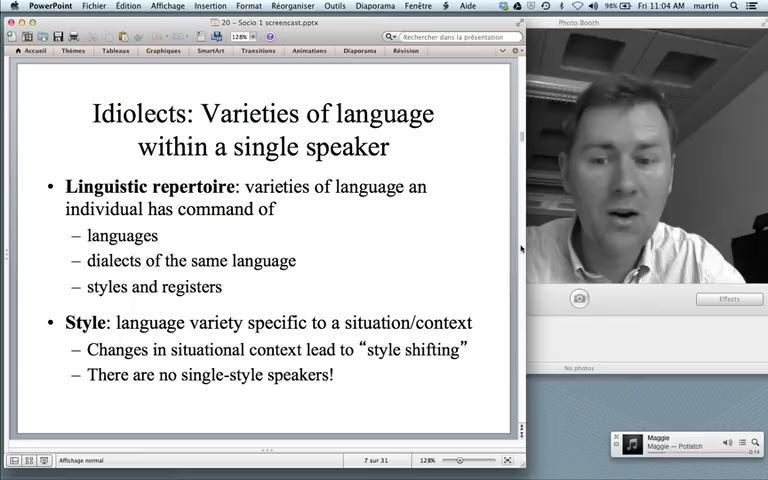 PowerPoint Fichier Édition Affichage Insertion Format Réorganiser Outils Diaporama Fenêtre Aide 98% Fri 11:04 AM martin
20 – Socio 1 screencast.pptx
Photo Booth
128%
Rechercher dans la présentation
Accueil Thèmes Tableaux Graphiques SmartArt Transitions Animations Diaporama Révision
Idiolects: Varieties of language
within a single speaker
• Linguistic repertoire: varieties of language an
individual has command of
– languages
– dialects of the same language
– styles and registers
• Style: language variety specific to a situation/context
– Changes in situational context lead to “style shifting”
– There are no single-style speakers!
Effects
No photos
Maggie
Maggie — Potlatch
-0:14
Affichage normal 7 sur 31 128%